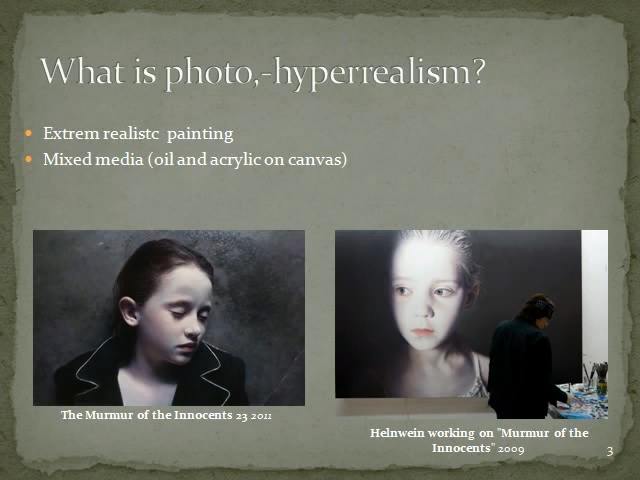 What is photo,-hyperrealism?
Extrem realistc painting
Mixed media (oil and acrylic on canvas)
The Murmur of the Innocents 23 2011
Helnwein working on "Murmur of the
Innocents" 2009
3